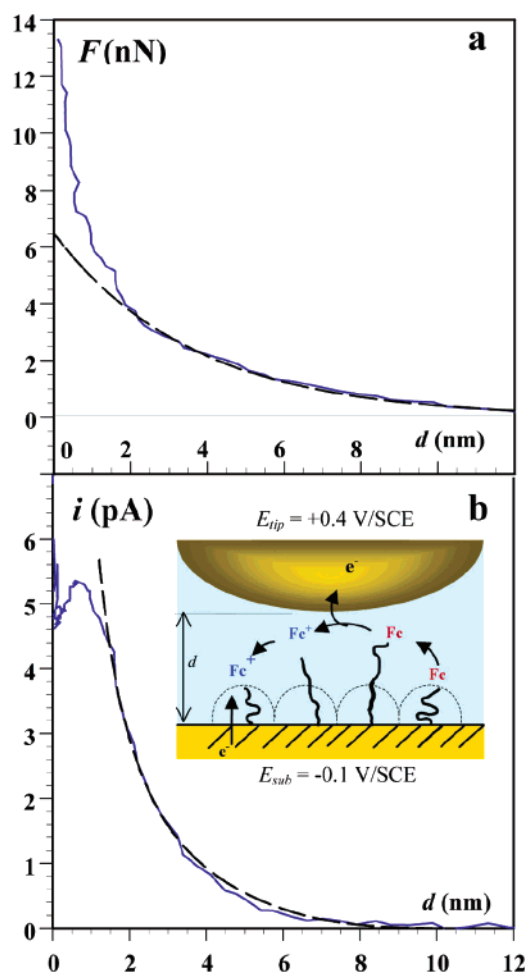 14
12
10
8
6
4
2
0
F (nN)
a
0 2 4 6 8
d (nm)
6
5
4
3
2
1
0
i (pA)
b
E_tip = +0.4 V/SCE
e-
d
Fc+
Fc
Fc+
Fc
e-
E_sub = -0.1 V/SCE
d (nm)
0 2 4 6 8 10 12